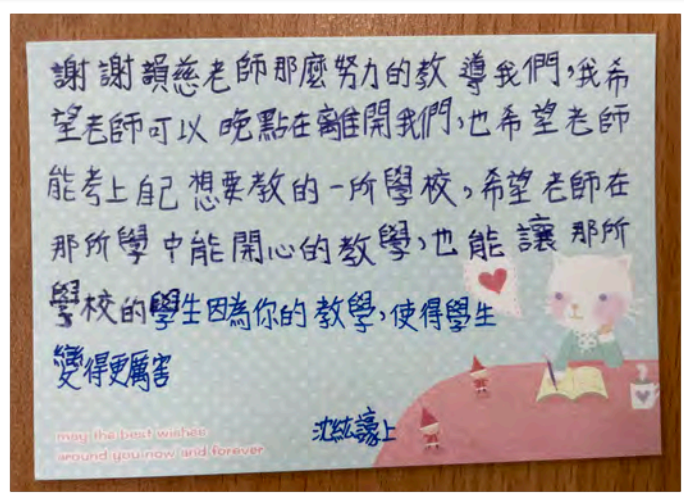 謝謝韻慈老師那麼努力的教導我們,我希
望老師可以晚點在離開我們,也希望老師
能考上自己想要教的一所學校,希望老師在
那所學中能開心的教學,也能讓那所
學校的學生因為你的教學,使得學生
變得更厲害
沈紘讓上
may the best wishes
around you now and forever